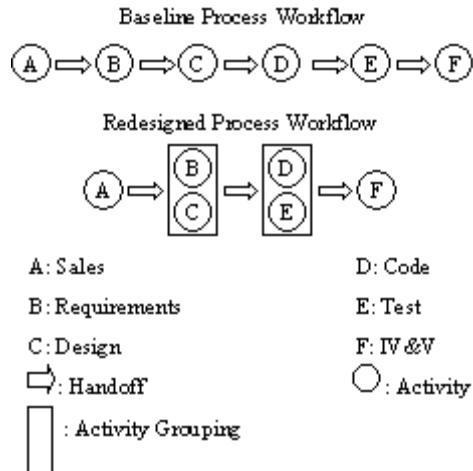 Baseline Process Workflow
A B C D E F
Redesigned Process Workflow
B D
A F
C E
A: Sales D: Code
B: Requirements E: Test
C: Design F: IV&V
: Handoff : Activity
: Activity Grouping